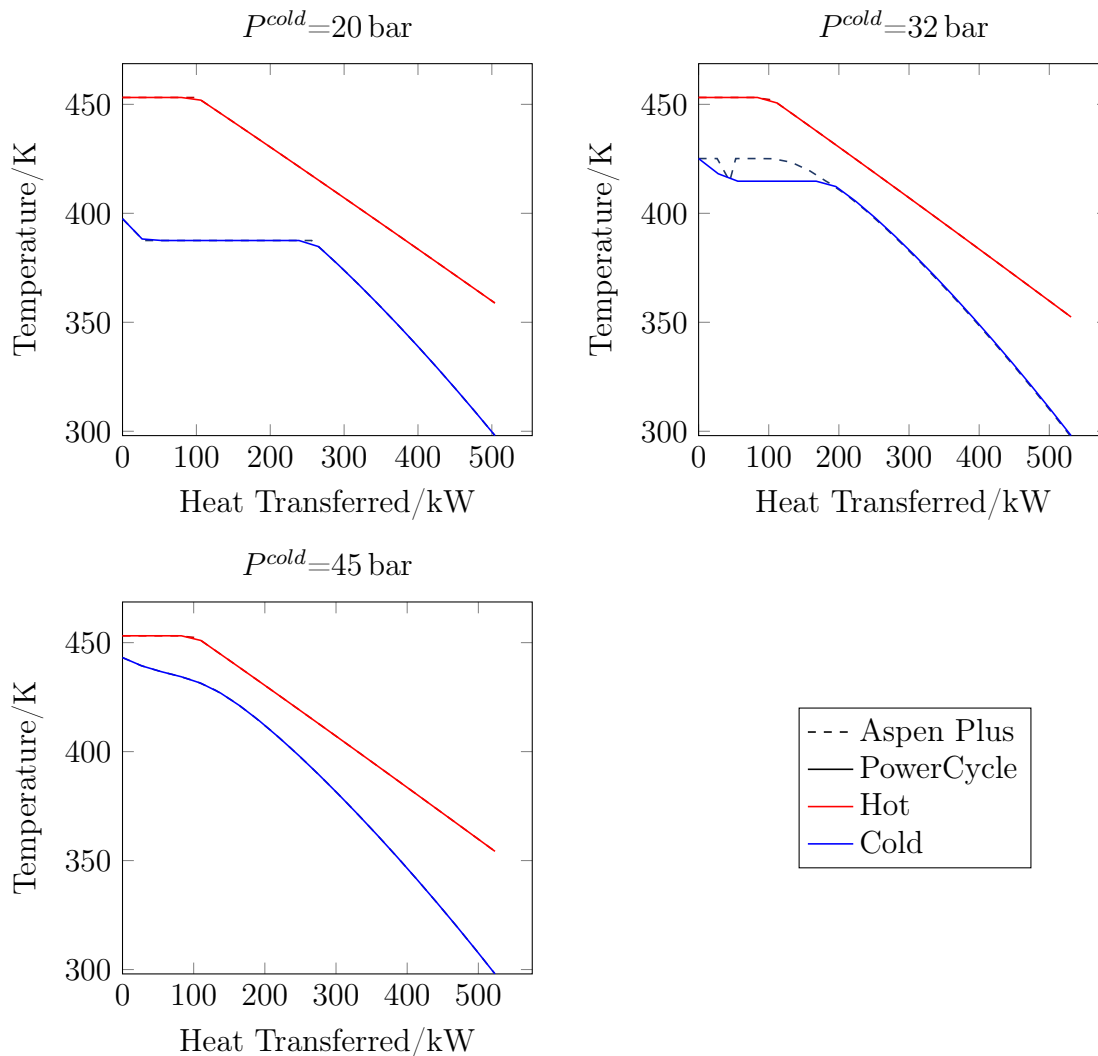 P^cold=20 bar
Temperature/K
450
400
350
300
0 100 200 300 400 500
Heat Transferred/kW
P^cold=32 bar
Temperature/K
450
400
350
300
0 100 200 300 400 500
Heat Transferred/kW
P^cold=45 bar
Temperature/K
450
400
350
300
0 100 200 300 400 500
Heat Transferred/kW
Aspen Plus
PowerCycle
Hot
Cold